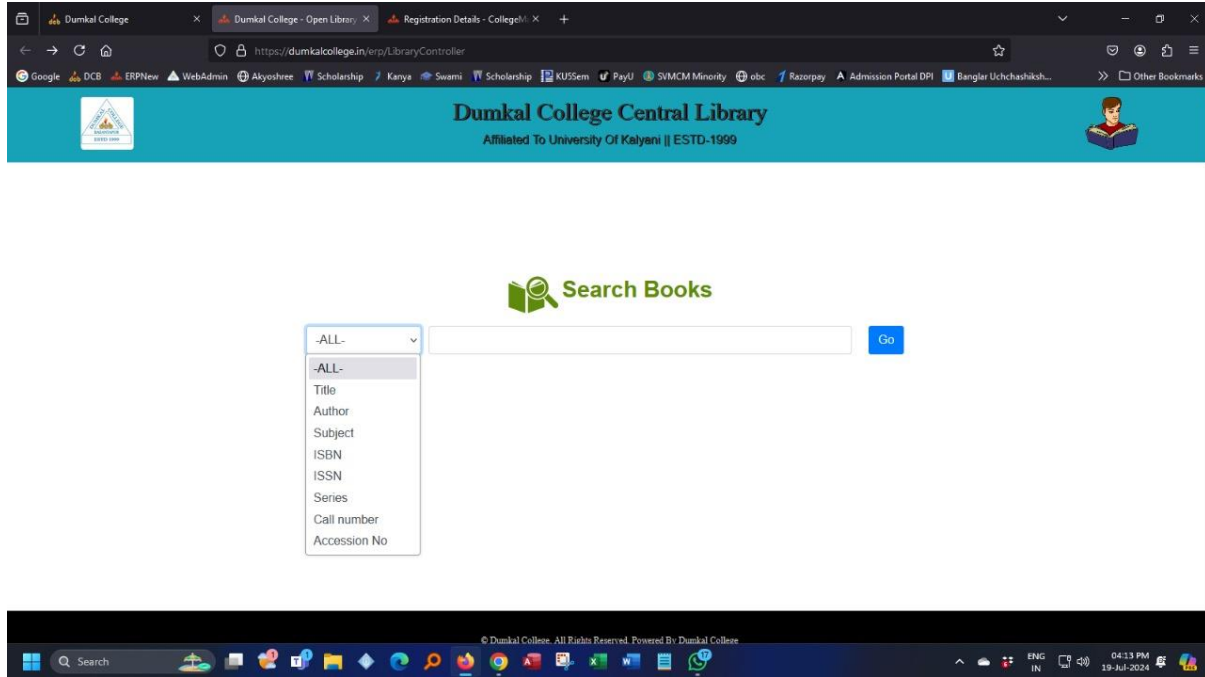 Dumkal College
Dumkal College - Open Library
Registration Details - CollegeM
https://dumkalcollege.in/erp/LibraryController
Google DCB ERPNew WebAdmin Akyoshree Scholarship Kanya Swami Scholarship KUSSem PayU SVMCM Minority obc Razorpay Admission Portal DPI Banglar Uchchashiksh... Other Bookmarks
Dumkal College Central Library
Affiliated To University Of Kalyani || ESTD-1999
Search Books
-ALL-
Go
-ALL-
Title
Author
Subject
ISBN
ISSN
Series
Call number
Accession No
© Dumkal College. All Rights Reserved. Powered By Dumkal College
Search
17
ENG
IN
04:13 PM
19-Jul-2024